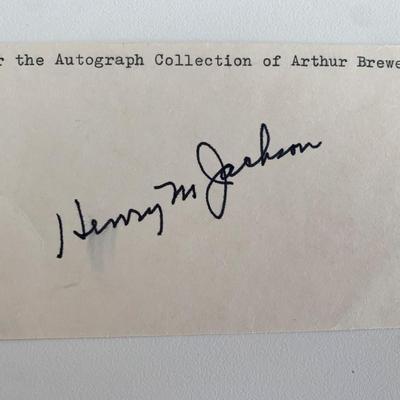 r the Autograph Collection of Arthur Brewe
Henry M Jackson